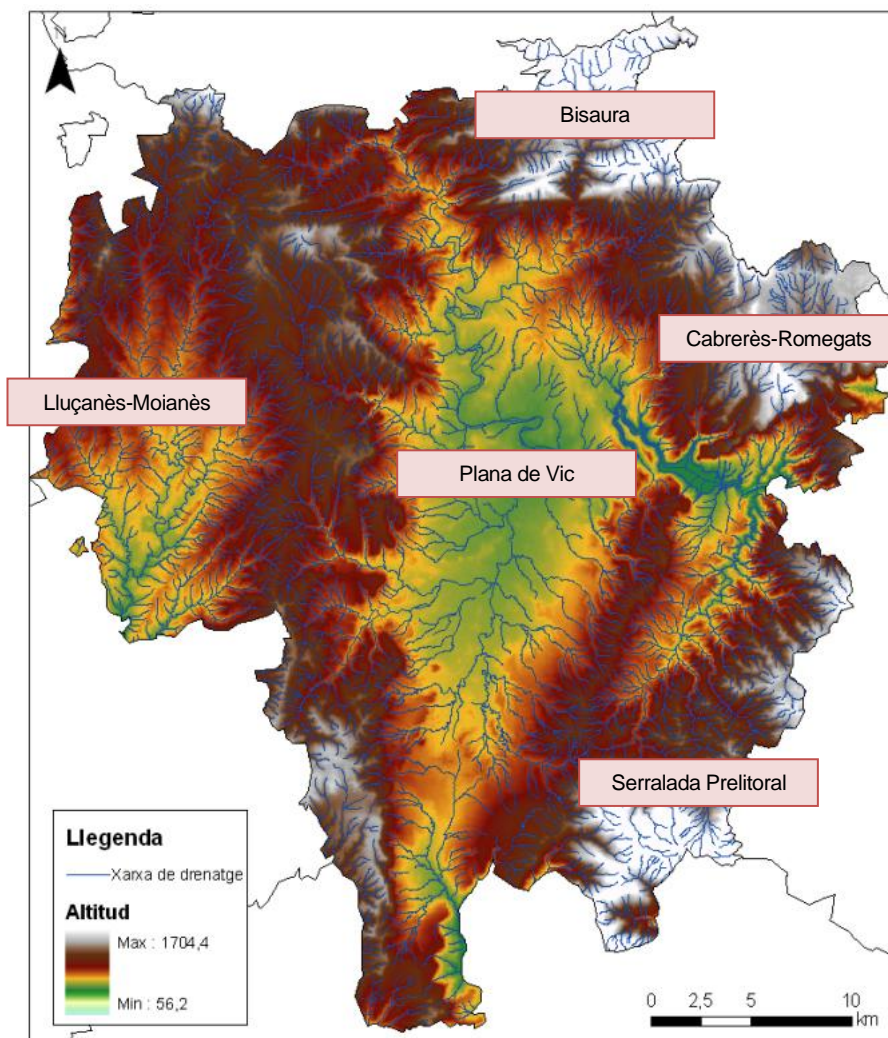 Bisaura
Cabrerès-Romegats
Lluçanès-Moianès
Plana de Vic
Serralada Prelitoral
Llegenda
Xarxa de drenatge
Altitud
Max : 1704,4
Min : 56,2
0 2,5 5 10
km